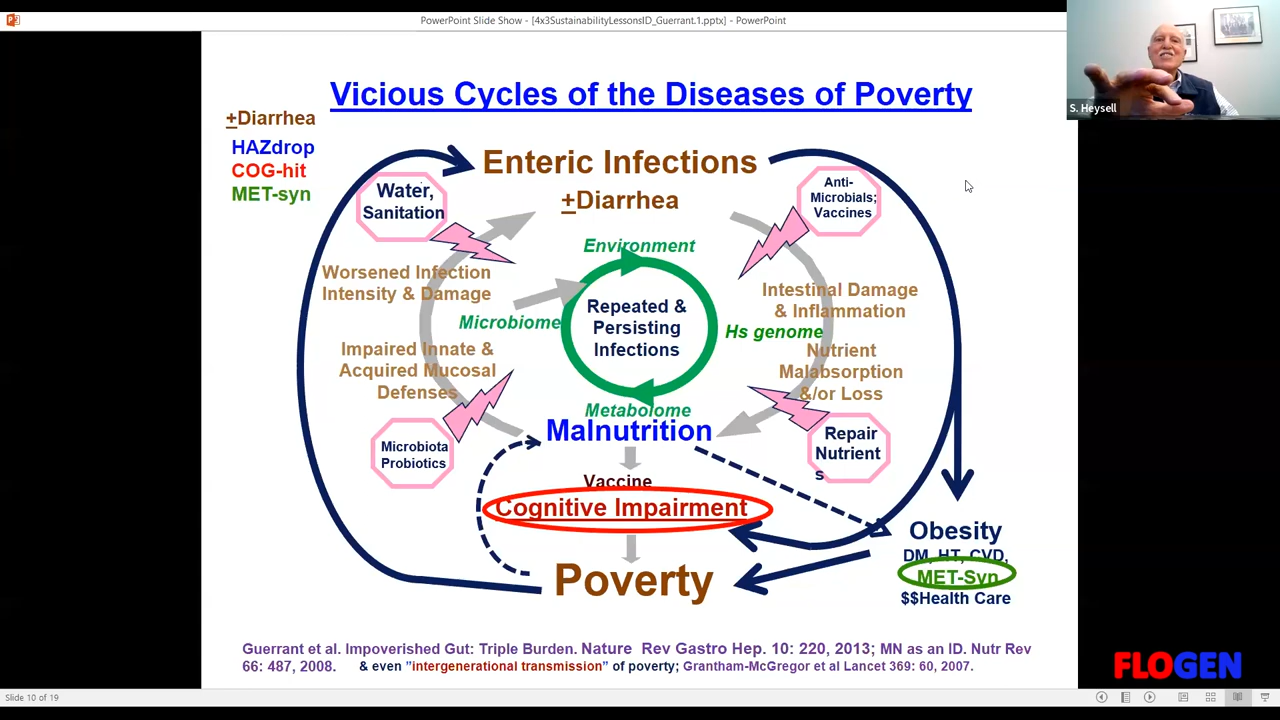 PowerPoint Slide Show - [4x3SustainabilityLessonsID_Guerrant.1.pptx] - PowerPoint
S. Heysell
Vicious Cycles of the Diseases of Poverty
+Diarrhea
HAZdrop
COG-hit
MET-syn
Enteric Infections
+Diarrhea
Water,
Sanitation
Anti-
Microbials;
Vaccines
Environment
Worsened Infection
Intensity & Damage
Intestinal Damage
& Inflammation
Repeated &
Persisting
Infections
Microbiome
Hs genome
Impaired Innate &
Acquired Mucosal
Defenses
Nutrient
Malabsorption
&/or Loss
Metabolome
Malnutrition
Microbiota
Probiotics
Repair
Nutrient
s
Vaccine
Cognitive Impairment
Poverty
Obesity
DM, HT, CVD,
MET-Syn
$$Health Care
Guerrant et al. Impoverished Gut: Triple Burden. Nature Rev Gastro Hep. 10: 220, 2013; MN as an ID. Nutr Rev
66: 487, 2008. & even ”intergenerational transmission” of poverty; Grantham-McGregor et al Lancet 369: 60, 2007.
FLOGEN
Slide 10 of 19